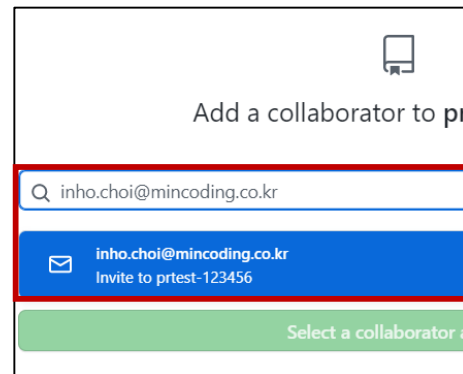 Add a collaborator to
inho.choi@mincoding.co.kr
inho.choi@mincoding.co.kr
Invite to prtest-123456
Select a collaborator